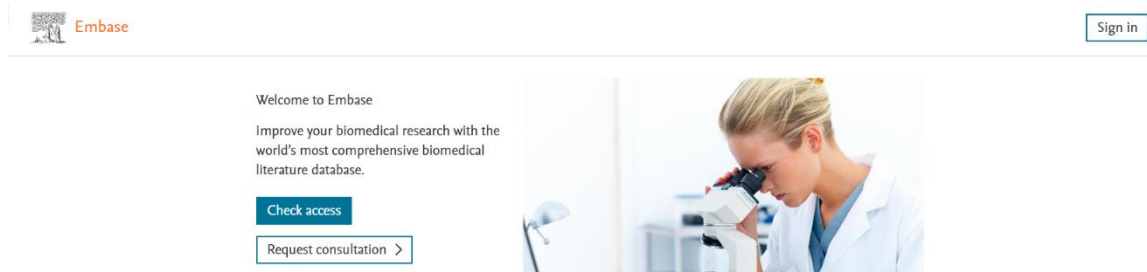 Embase
Sign in
Welcome to Embase
Improve your biomedical research with the
world's most comprehensive biomedical
literature database.
Check access
Request consultation